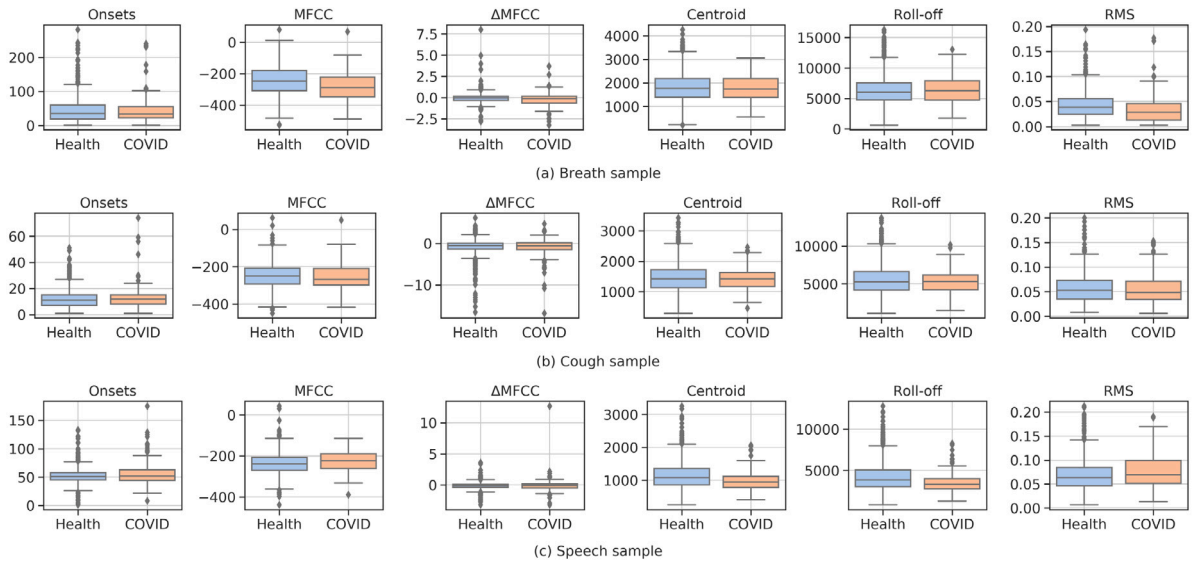 Onsets MFCC ΔMFCC Centroid Roll-off RMS
200 100 0
0 −200 −400
7.5 5.0 2.5 0.0 −2.5
4000 3000 2000 1000
15000 10000 5000 0
0.20 0.15 0.10 0.05 0.00
Health COVID Health COVID Health COVID Health COVID Health COVID Health COVID
(a) Breath sample
Onsets MFCC ΔMFCC Centroid Roll-off RMS
60 40 20 0
0 −200 −400
0 −10
3000 2000 1000
10000 5000
0.20 0.15 0.10 0.05 0.00
Health COVID Health COVID Health COVID Health COVID Health COVID Health COVID
(b) Cough sample
Onsets MFCC ΔMFCC Centroid Roll-off RMS
150 100 50 0
0 −200 −400
10 5 0
3000 2000 1000
10000 5000
0.20 0.15 0.10 0.05 0.00
Health COVID Health COVID Health COVID Health COVID Health COVID Health COVID
(c) Speech sample